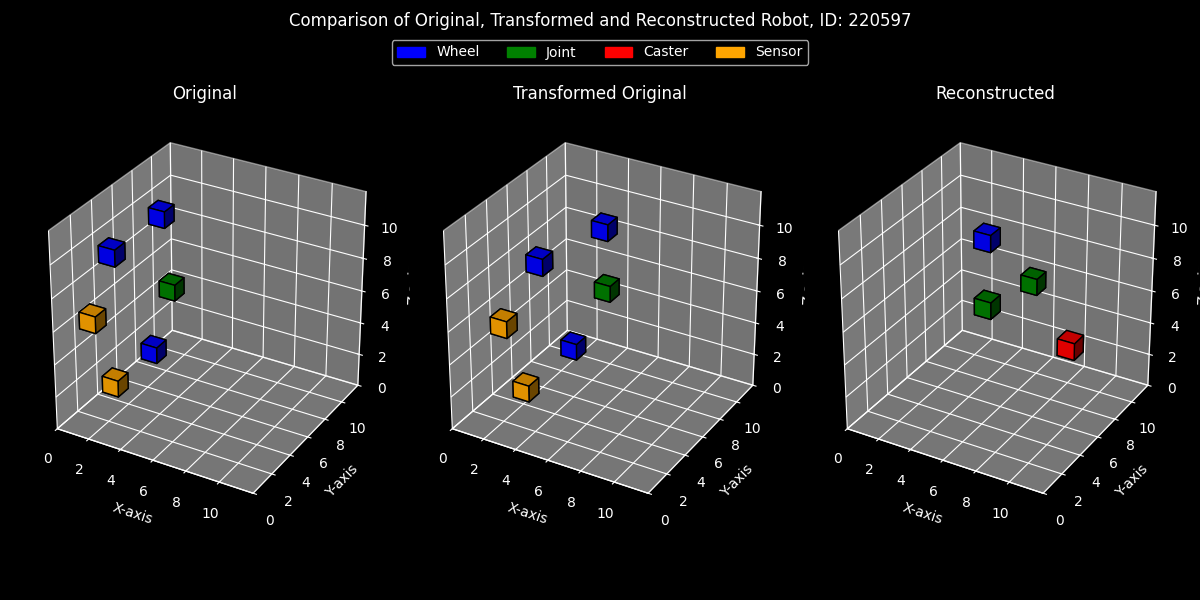 Comparison of Original, Transformed and Reconstructed Robot, ID: 220597
Wheel Joint Caster Sensor
Original Transformed Original Reconstructed
10 10 10
8 8 8
6 6 6
4 4 4
2 2 2
0 0 0
10 10 10
8 8 8
6 6 6
4 4 4
2 2 2
0 0 0
0 2 4 6 8 10 0 2 4 6 8 10 0 2 4 6 8 10
X-axis Y-axis X-axis Y-axis X-axis Y-axis